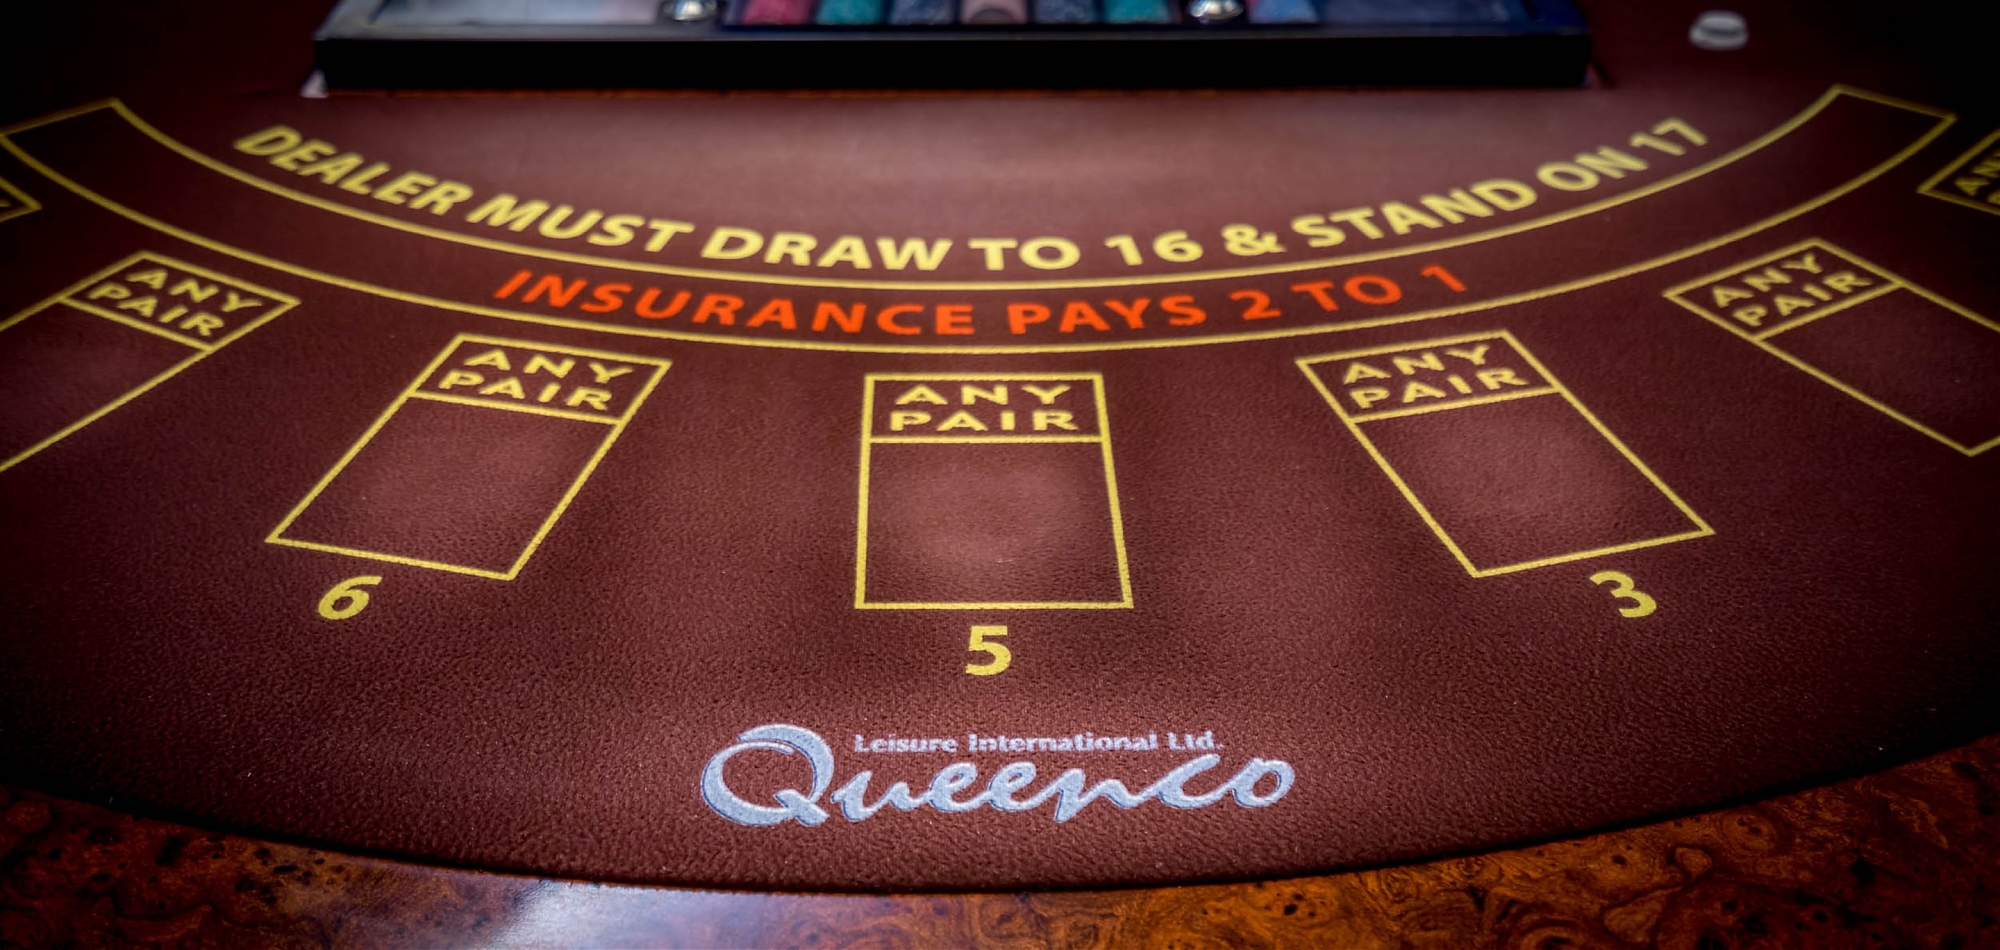 DEALER MUST DRAW TO 16 & STAND ON 17
INSURANCE PAYS 2 TO 1
ANY
PAIR
ANY
PAIR
ANY
PAIR
ANY
PAIR
ANY
PAIR
6
5
3
Leisure International Ltd.
Queenco